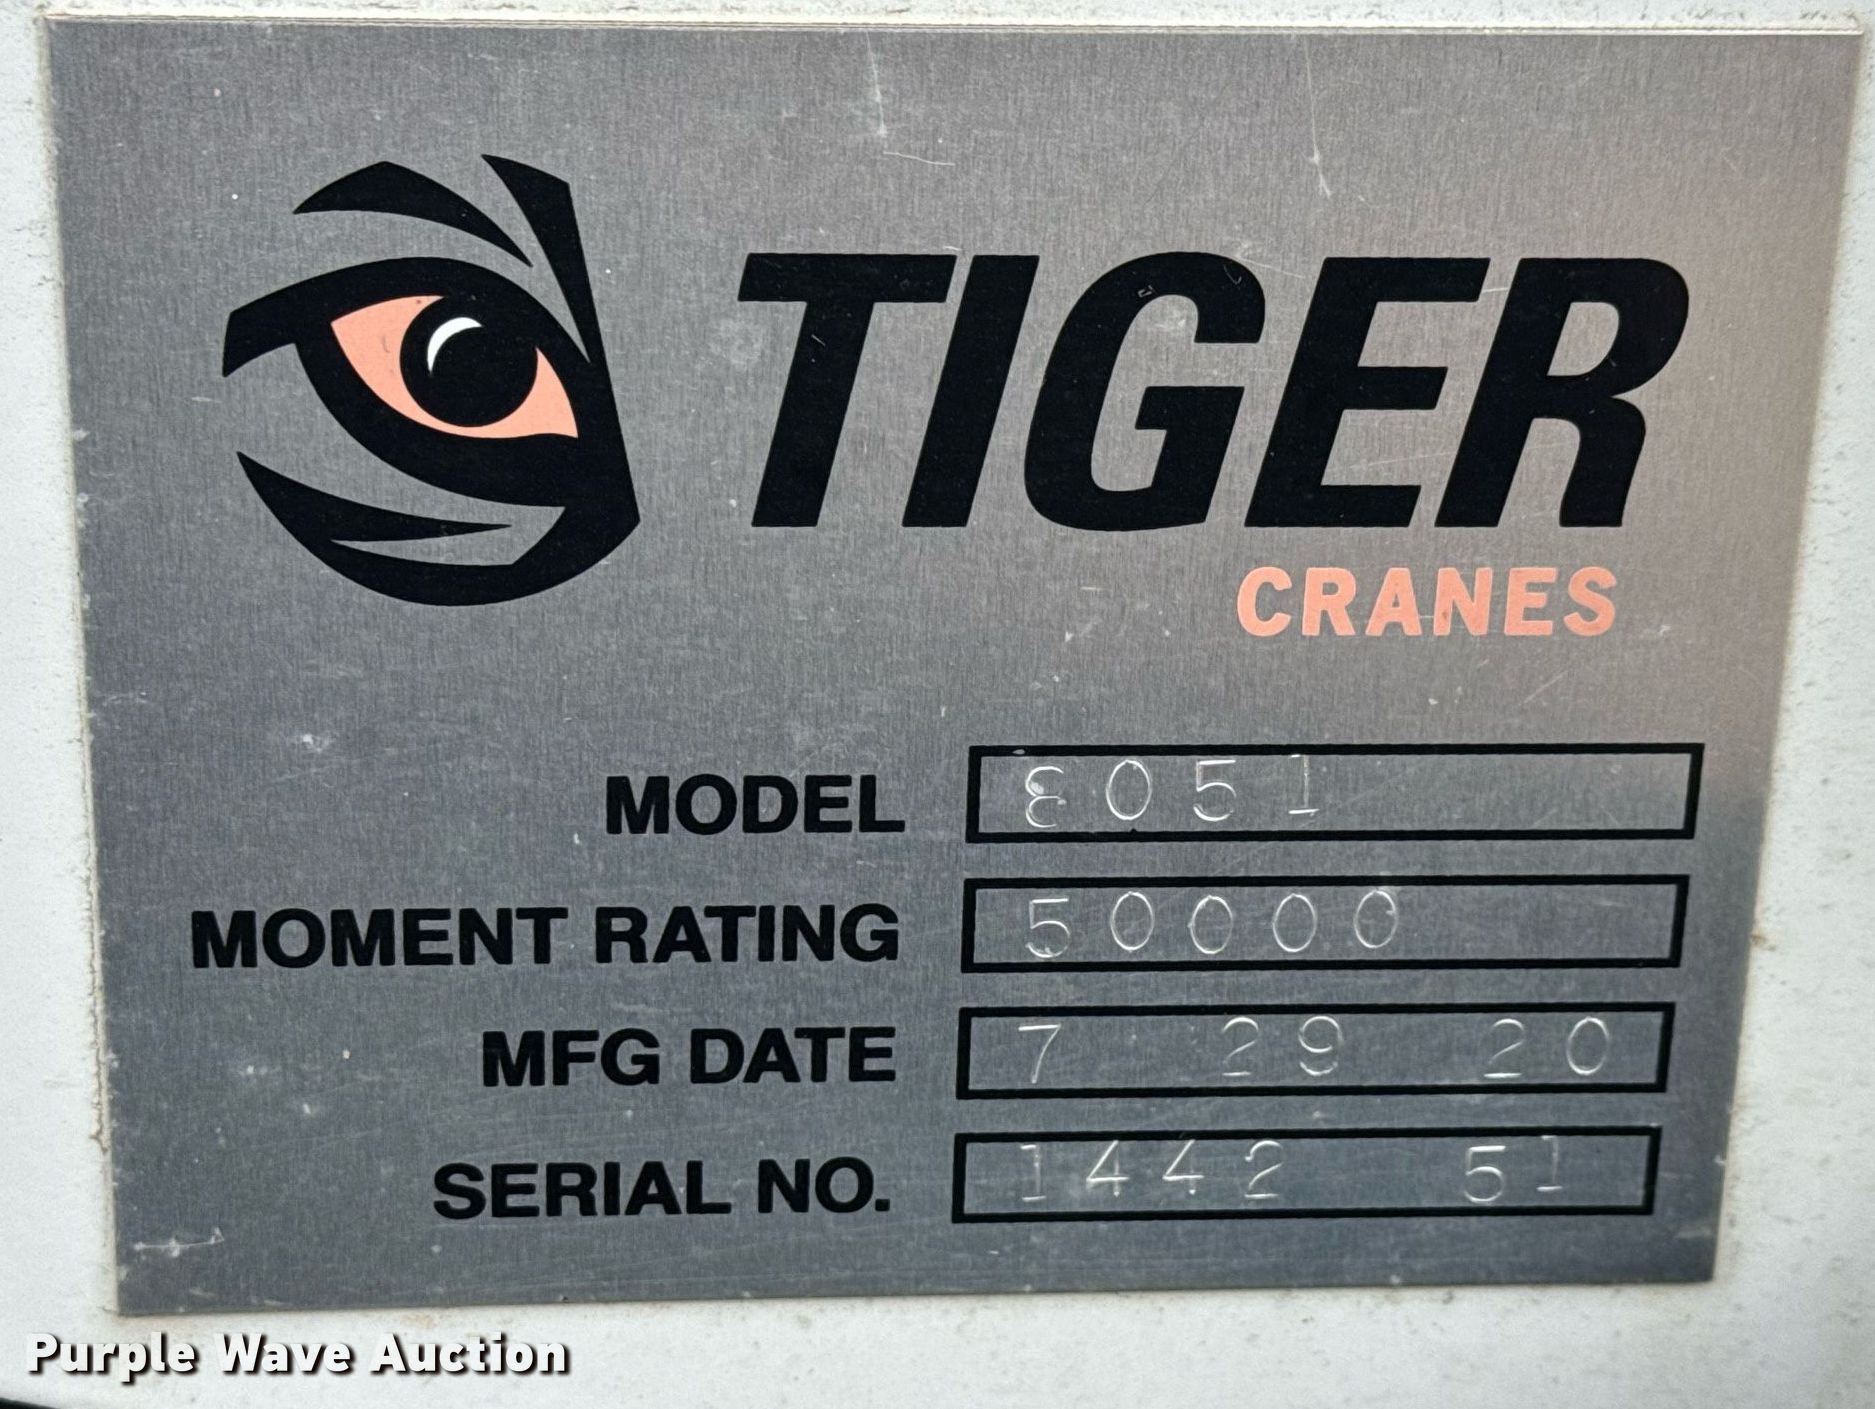 TIGER
CRANES
MODEL 8051
MOMENT RATING 50000
MFG DATE 7 29 20
SERIAL NO. 1442 51
Purple Wave Auction